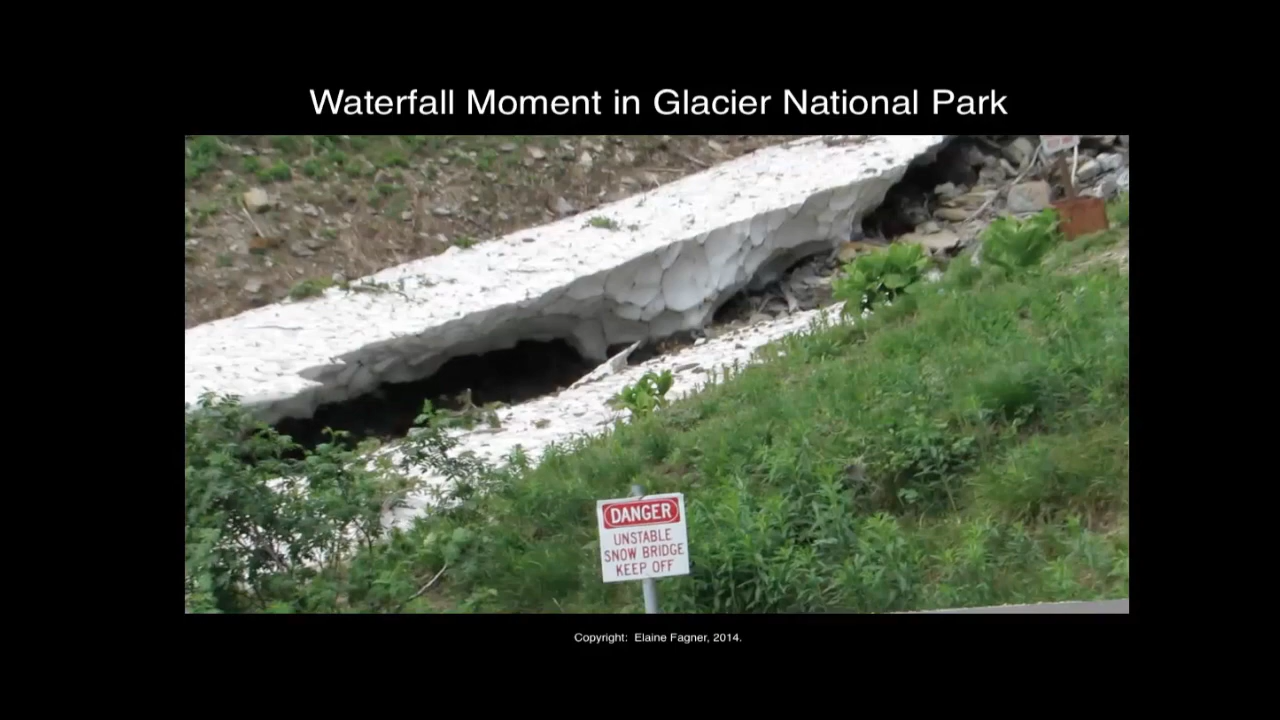 Waterfall Moment in Glacier National Park
DANGER
UNSTABLE
SNOW BRIDGE
KEEP OFF
Copyright: Elaine Fagner, 2014.